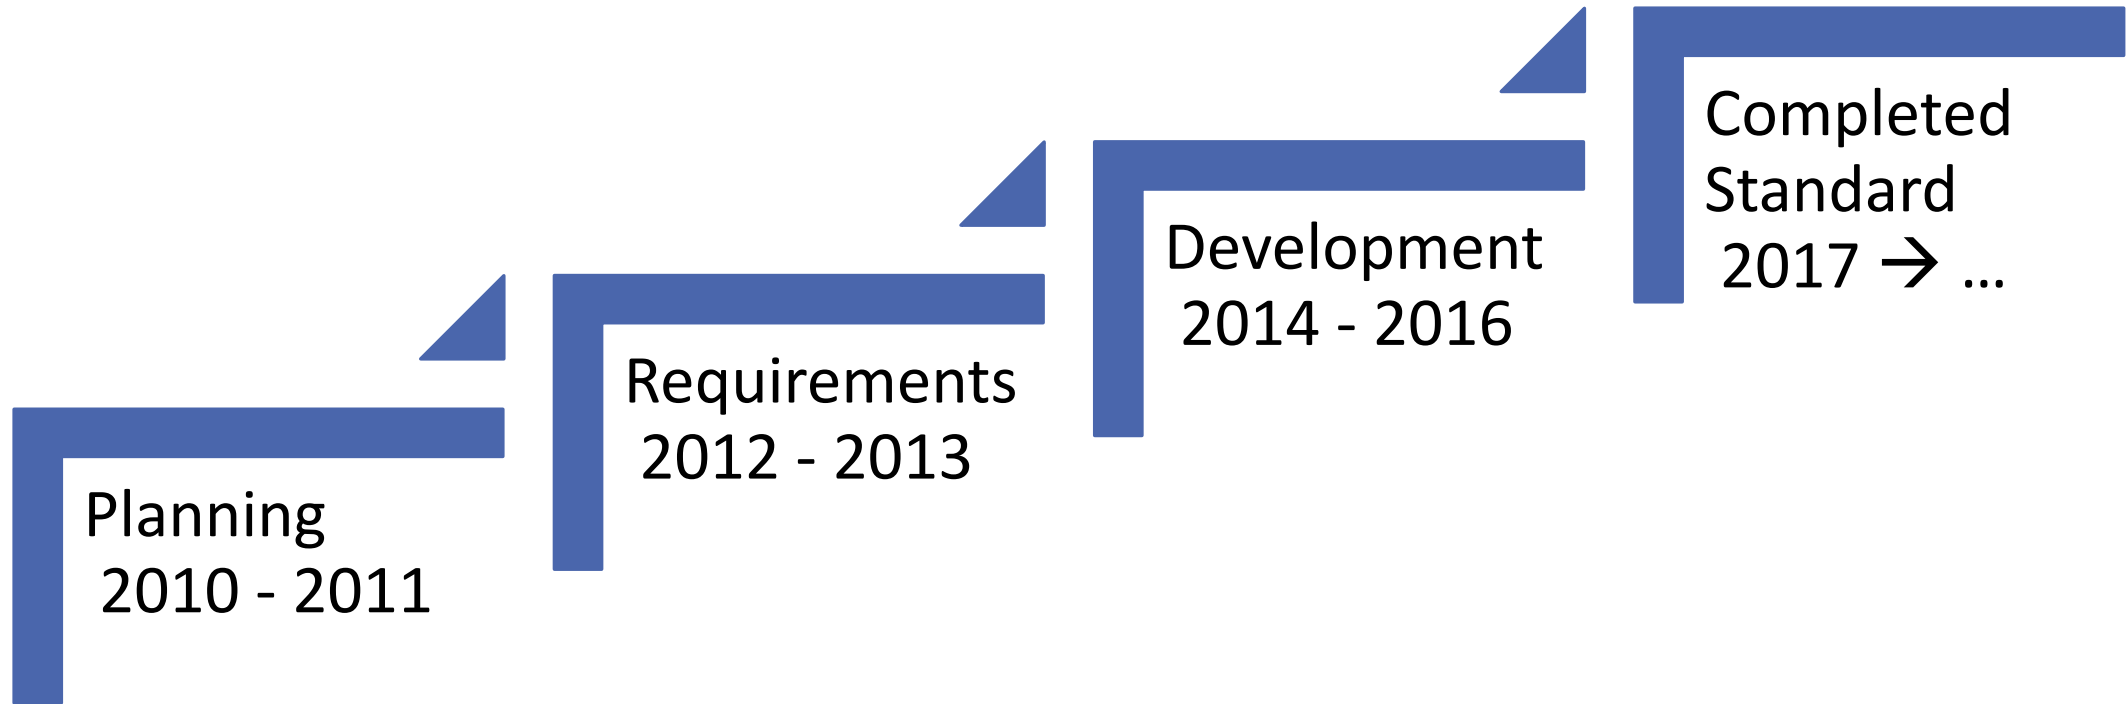 Planning
2010 - 2011
Requirements
2012 - 2013
Development
2014 - 2016
Completed
Standard
2017 → …